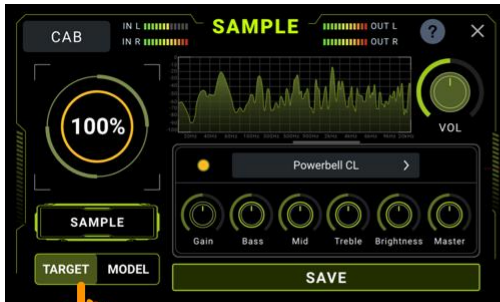 CAB
IN L
IN R
SAMPLE
OUT L
OUT R
?
100%
VOL
Powerbell CL
SAMPLE
Gain Bass Mid Treble Brightness Master
TARGET MODEL
SAVE